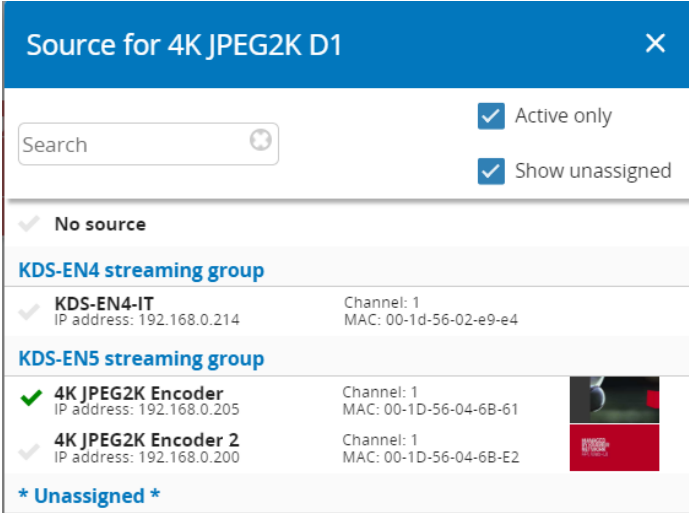 Source for 4K JPEG2K D1
Search
Active only
Show unassigned
No source
KDS-EN4 streaming group
KDS-EN4-IT
IP address: 192.168.0.214
Channel: 1
MAC: 00-1d-56-02-e9-e4
KDS-EN5 streaming group
4K JPEG2K Encoder
IP address: 192.168.0.205
Channel: 1
MAC: 00-1D-56-04-6B-61
4K JPEG2K Encoder 2
IP address: 192.168.0.200
Channel: 1
MAC: 00-1D-56-04-6B-E2
* Unassigned *